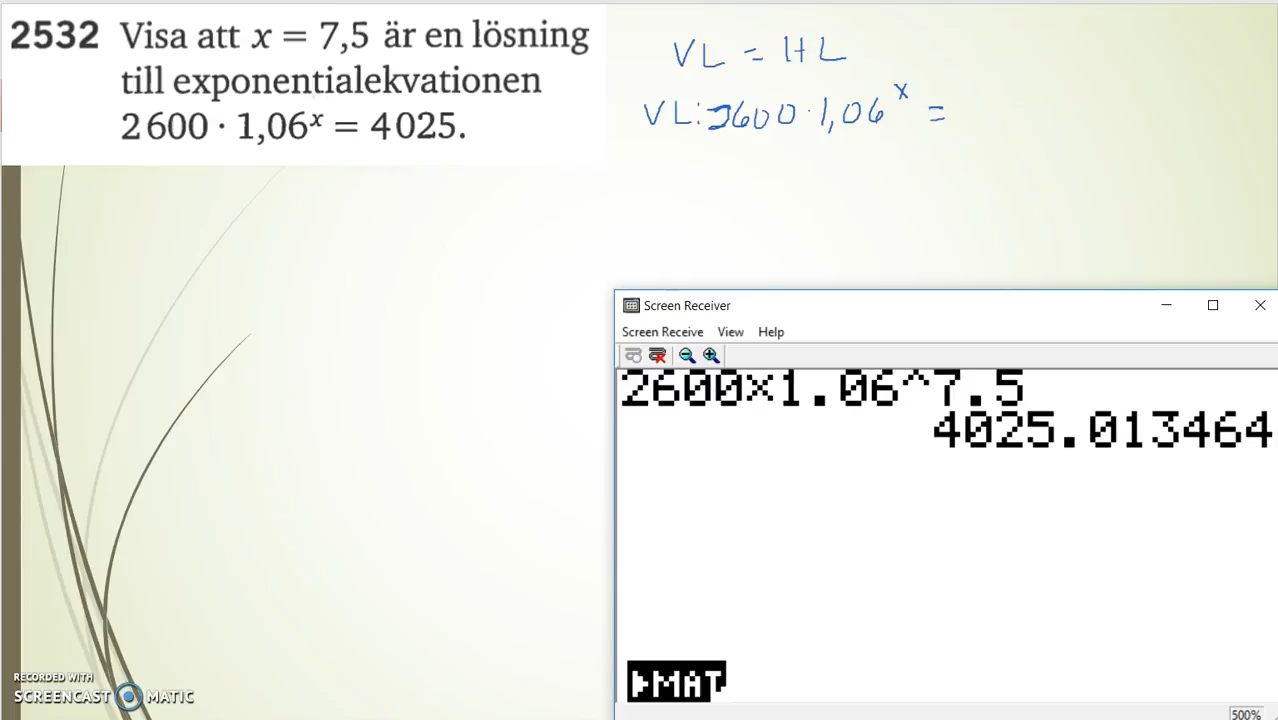 2532 Visa att x = 7,5 är en lösning
till exponentialekvationen
2 600 · 1,06ˣ = 4 025.
VL = HL
VL: 2600 · 1,06ˣ =
Screen Receiver
Screen Receive View Help
2600×1.06^7.5
4025.013464
▶MAT
500%
RECORDED WITH
SCREENCAST MATIC